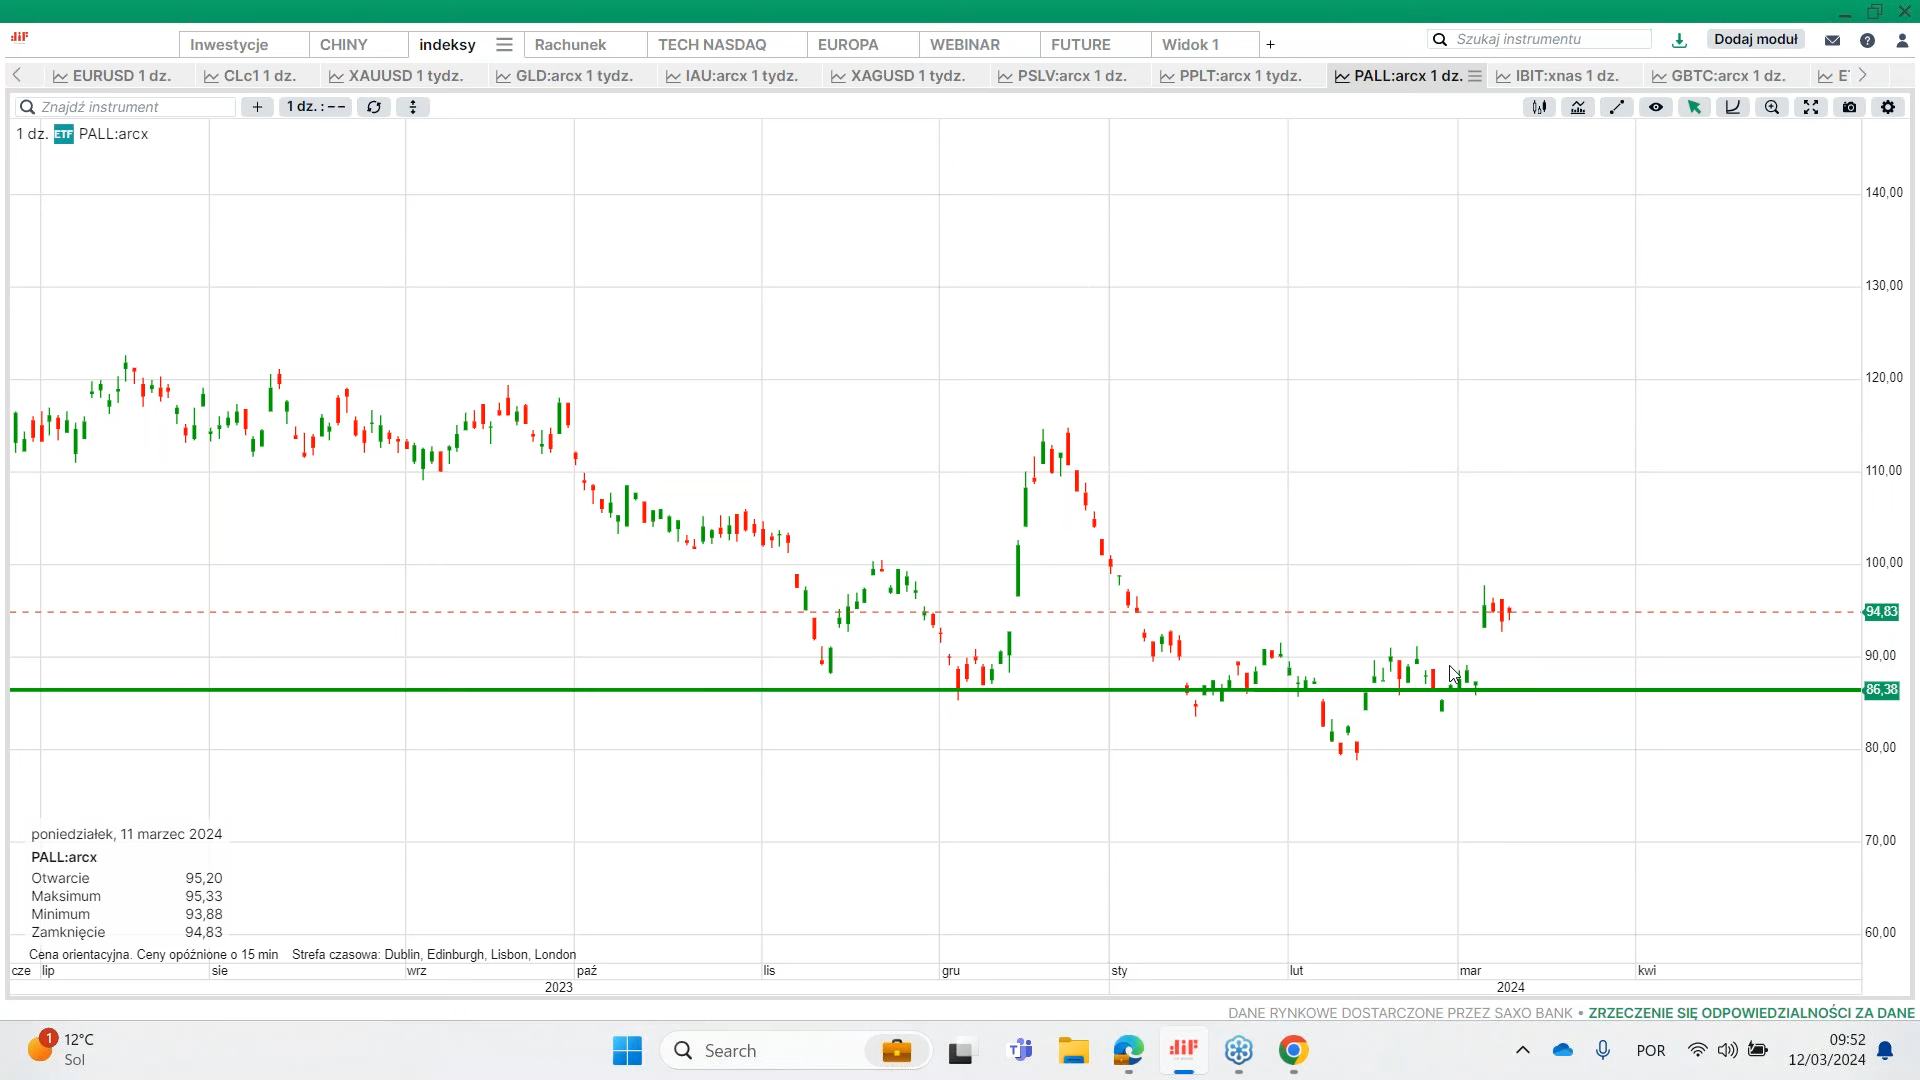 Inwestycje CHINY indeksy Rachunek TECH NASDAQ EUROPA WEBINAR FUTURE Widok 1 + Szukaj instrumentu Dodaj moduł
EURUSD 1 dz. CLc1 1 dz. XAUUSD 1 tydz. GLD:arcx 1 tydz. IAU:arcx 1 tydz. XAGUSD 1 tydz. PSLV:arcx 1 dz. PPLT:arcx 1 tydz. PALL:arcx 1 dz. IBIT:xnas 1 dz. GBTC:arcx 1 dz. E
Znajdź instrument + 1 dz. : – –
1 dz. ETF PALL:arcx
140,00
130,00
120,00
110,00
100,00
94,83
90,00
86,38
80,00
70,00
60,00
poniedziałek, 11 marzec 2024
PALL:arcx
Otwarcie 95,20
Maksimum 95,33
Minimum 93,88
Zamknięcie 94,83
Cena orientacyjna. Ceny opóźnione o 15 min Strefa czasowa: Dublin, Edinburgh, Lisbon, London
cze lip sie wrz paź lis gru sty lut mar kwi
2023 2024
DANE RYNKOWE DOSTARCZONE PRZEZ SAXO BANK • ZRZECZENIE SIĘ ODPOWIEDZIALNOŚCI ZA DANE
1 12°C
Sol
Search
POR
09:52
12/03/2024